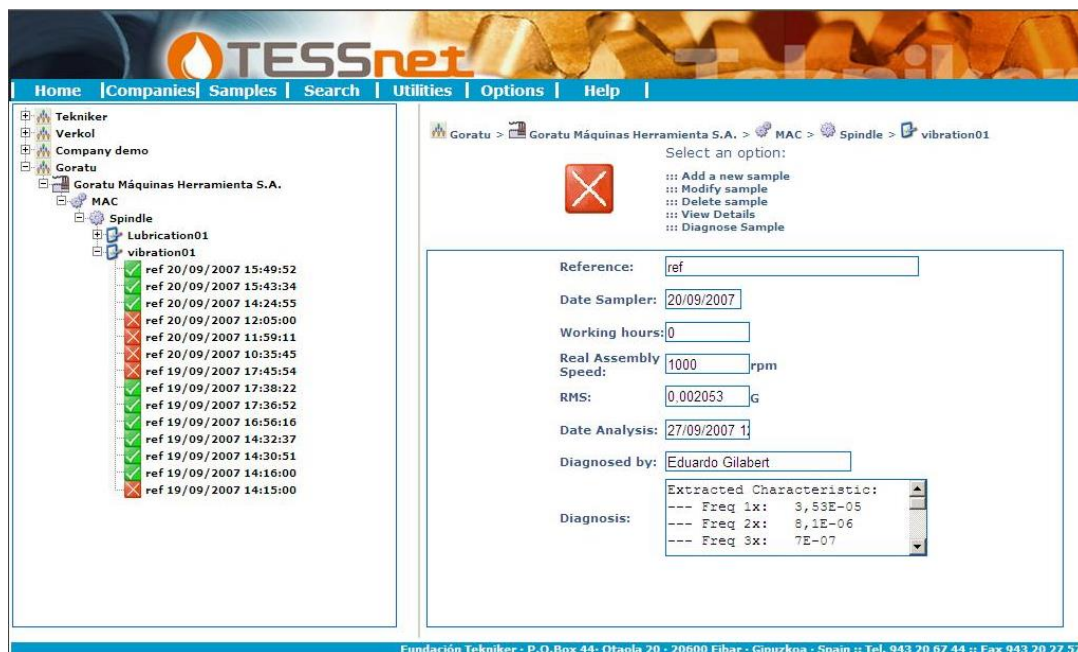 TESSnet
Tekniker
Home | Companies | Samples | Search | Utilities | Options | Help |
Tekniker
Verkol
Company demo
Goratu
Goratu Máquinas Herramienta S.A.
MAC
Spindle
Lubrication01
vibration01
ref 20/09/2007 15:49:52
ref 20/09/2007 15:43:34
ref 20/09/2007 14:24:55
ref 20/09/2007 12:05:00
ref 20/09/2007 11:59:11
ref 20/09/2007 10:35:45
ref 19/09/2007 17:45:54
ref 19/09/2007 17:38:22
ref 19/09/2007 17:36:52
ref 19/09/2007 16:56:16
ref 19/09/2007 14:32:37
ref 19/09/2007 14:30:51
ref 19/09/2007 14:16:00
ref 19/09/2007 14:15:00
Goratu > Goratu Máquinas Herramienta S.A. > MAC > Spindle > vibration01
Select an option:
::: Add a new sample
::: Modify sample
::: Delete sample
::: View Details
::: Diagnose Sample
Reference: ref
Date Sampler: 20/09/2007
Working hours: 0
Real Assembly
Speed: 1000 rpm
RMS: 0,002053 G
Date Analysis: 27/09/2007 12
Diagnosed by: Eduardo Gilabert
Diagnosis:
Extracted Characteristic:
--- Freq 1x: 3,53E-05
--- Freq 2x: 8,1E-06
--- Freq 3x: 7E-07
Fundación Tekniker - P.O.Box 44- Otaola 20 - 20600 Eibar - Gipuzkoa - Spain :: Tel. 943 20 67 44 :: Fax 943 20 27 57